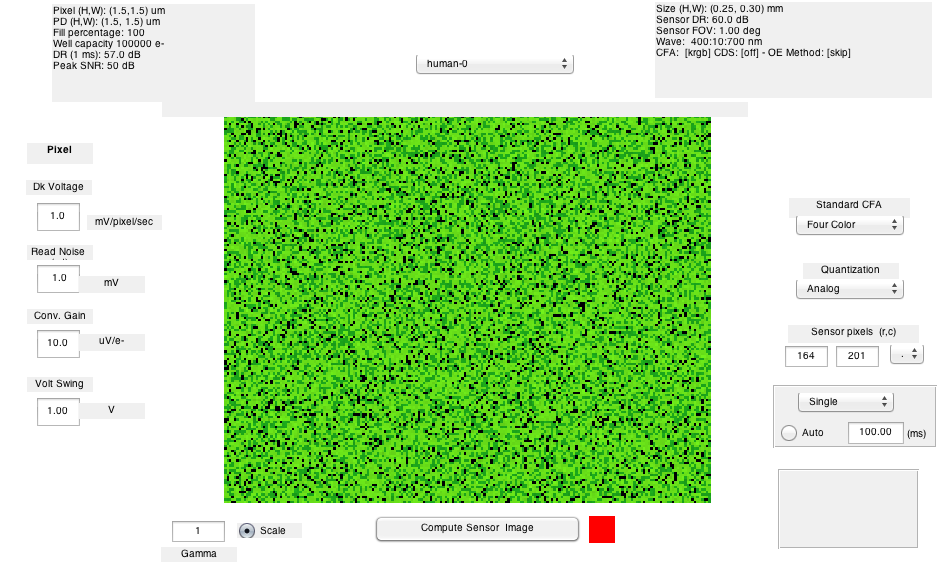 Pixel (H,W): (1.5,1.5) um
PD (H,W): (1.5, 1.5) um
Fill percentage: 100
Well capacity 100000 e-
DR (1 ms): 57.0 dB
Peak SNR: 50 dB
human-0
Size (H,W): (0.25, 0.30) mm
Sensor DR: 60.0 dB
Sensor FOV: 1.00 deg
Wave: 400:10:700 nm
CFA: [krgb] CDS: [off] - OE Method: [skip]
Pixel
Dk Voltage
1.0 mV/pixel/sec
Read Noise
1.0 mV
Conv. Gain
10.0 uV/e-
Volt Swing
1.00 V
Standard CFA
Four Color
Quantization
Analog
Sensor pixels (r,c)
164 201 .
Single
Auto 100.00 (ms)
1 Scale
Gamma
Compute Sensor Image